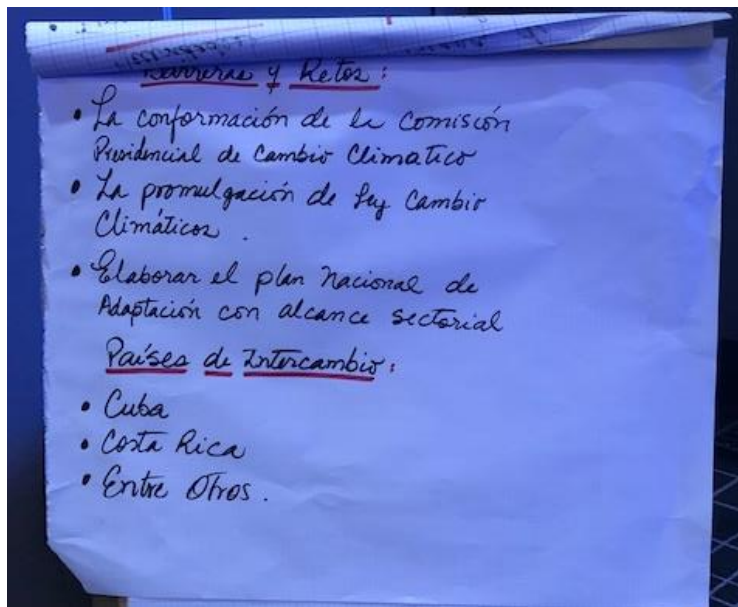 Barreras y Retos:
• La conformación de la Comisión
Presidencial de Cambio Climatico
• La promulgación de Ley Cambio
Climáticos.
• Elaborar el plan Nacional de
Adaptación con alcance sectorial
Países de Intercambio:
• Cuba
• Costa Rica
• Entre Otros.